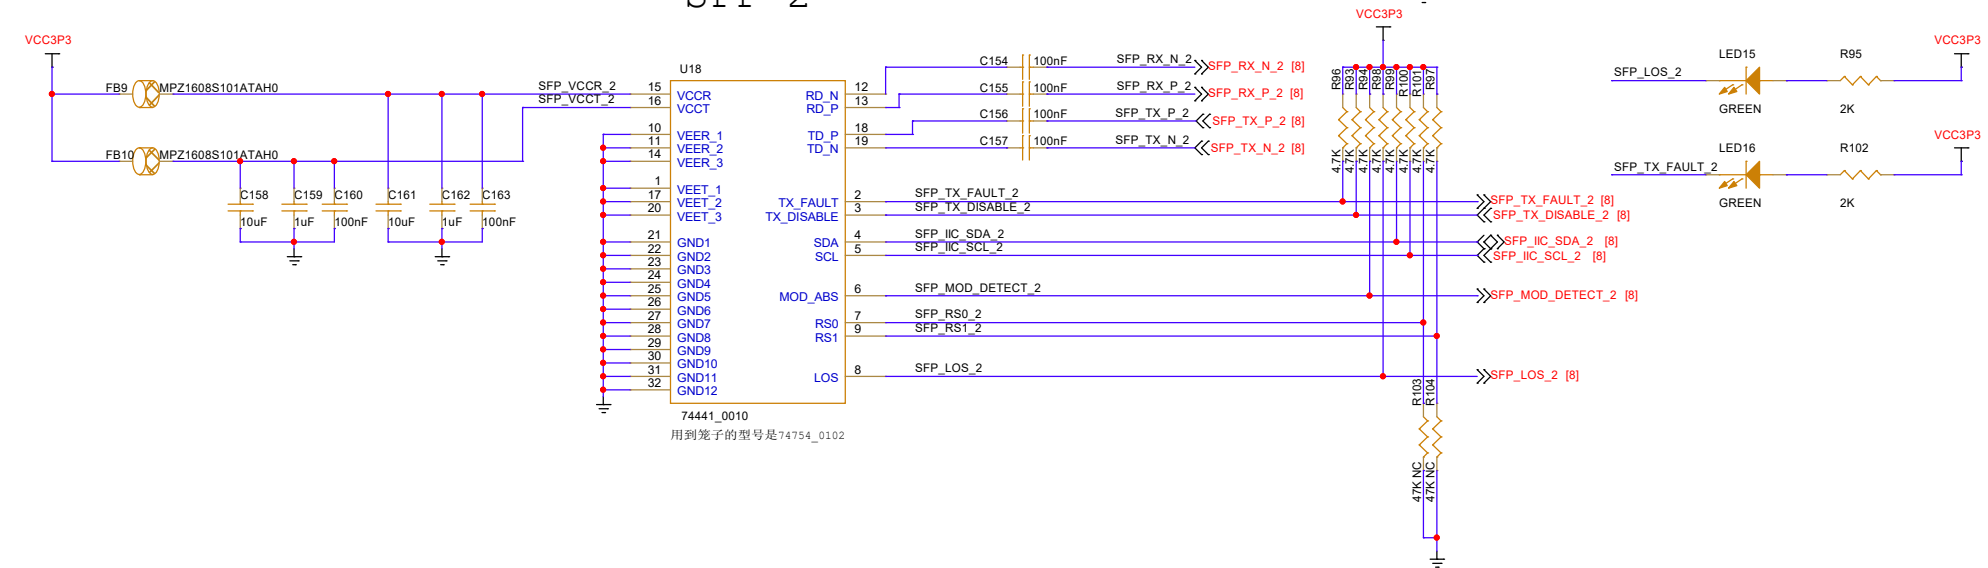 SFP 2
VCC3P3
FB9 MPZ1608S101ATAH0
FB10 MPZ1608S101ATAH0
C158 10uF
C159 1uF
C160 100nF
C161 10uF
C162 1uF
C163 100nF
SFP_VCCR_2
SFP_VCCT_2
U18
15 VCCR
16 VCCT
10 VEER_1
11 VEER_2
14 VEER_3
1 VEET_1
17 VEET_2
20 VEET_3
21 GND1
22 GND2
23 GND3
24 GND4
25 GND5
26 GND6
27 GND7
28 GND8
29 GND9
30 GND10
31 GND11
32 GND12
RD_N 12
RD_P 13
TD_P 18
TD_N 19
TX_FAULT 2
TX_DISABLE 3
SDA 4
SCL 5
MOD_ABS 6
RS0 7
RS1 9
LOS 8
74441_0010
用到笼子的型号是74754_0102
C154 100nF SFP_RX_N_2 SFP_RX_N_2 [8]
C155 100nF SFP_RX_P_2 SFP_RX_P_2 [8]
C156 100nF SFP_TX_P_2 SFP_TX_P_2 [8]
C157 100nF SFP_TX_N_2 SFP_TX_N_2 [8]
VCC3P3
R96 4.7K
R93 4.7K
R94 4.7K
R98 4.7K
R99 4.7K
R100 4.7K
R101 4.7K
R97 4.7K
SFP_TX_FAULT_2 SFP_TX_FAULT_2 [8]
SFP_TX_DISABLE_2 SFP_TX_DISABLE_2 [8]
SFP_IIC_SDA_2 SFP_IIC_SDA_2 [8]
SFP_IIC_SCL_2 SFP_IIC_SCL_2 [8]
SFP_MOD_DETECT_2 SFP_MOD_DETECT_2 [8]
SFP_RS0_2
SFP_RS1_2
SFP_LOS_2 SFP_LOS_2 [8]
R103 47K NC
R104 47K NC
SFP_LOS_2 LED15 GREEN R95 2K VCC3P3
SFP_TX_FAULT_2 LED16 GREEN R102 2K VCC3P3